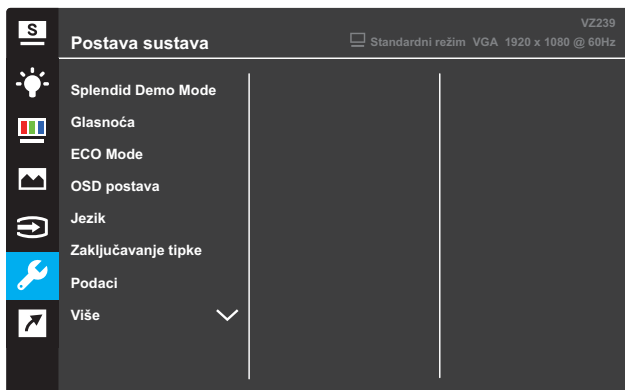 S
VZ239
Postava sustava
Standardni režim VGA 1920 x 1080 @ 60Hz
Splendid Demo Mode
Glasnoća
ECO Mode
OSD postava
Jezik
Zaključavanje tipke
Podaci
Više